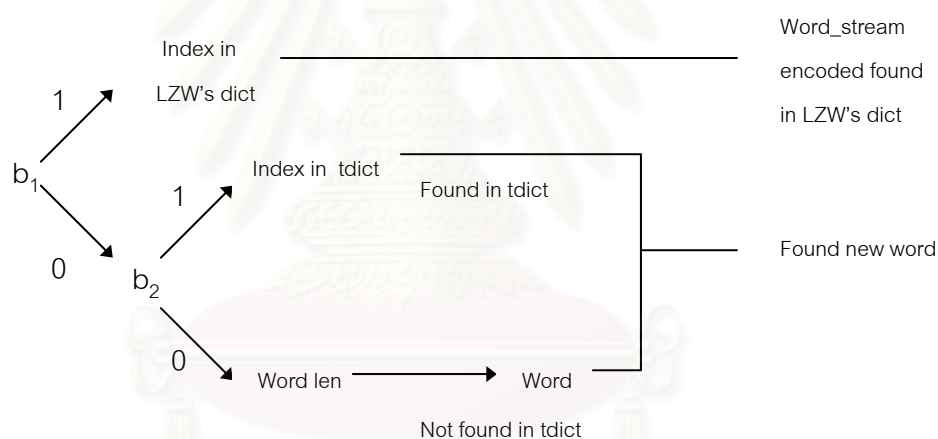 Word_stream
Index in
encoded found
LZW's dict
in LZW's dict
1
b1
Index in tdict
1
Found in tdict
0
b2
Found new word
0
Word len
Word
Not found in tdict